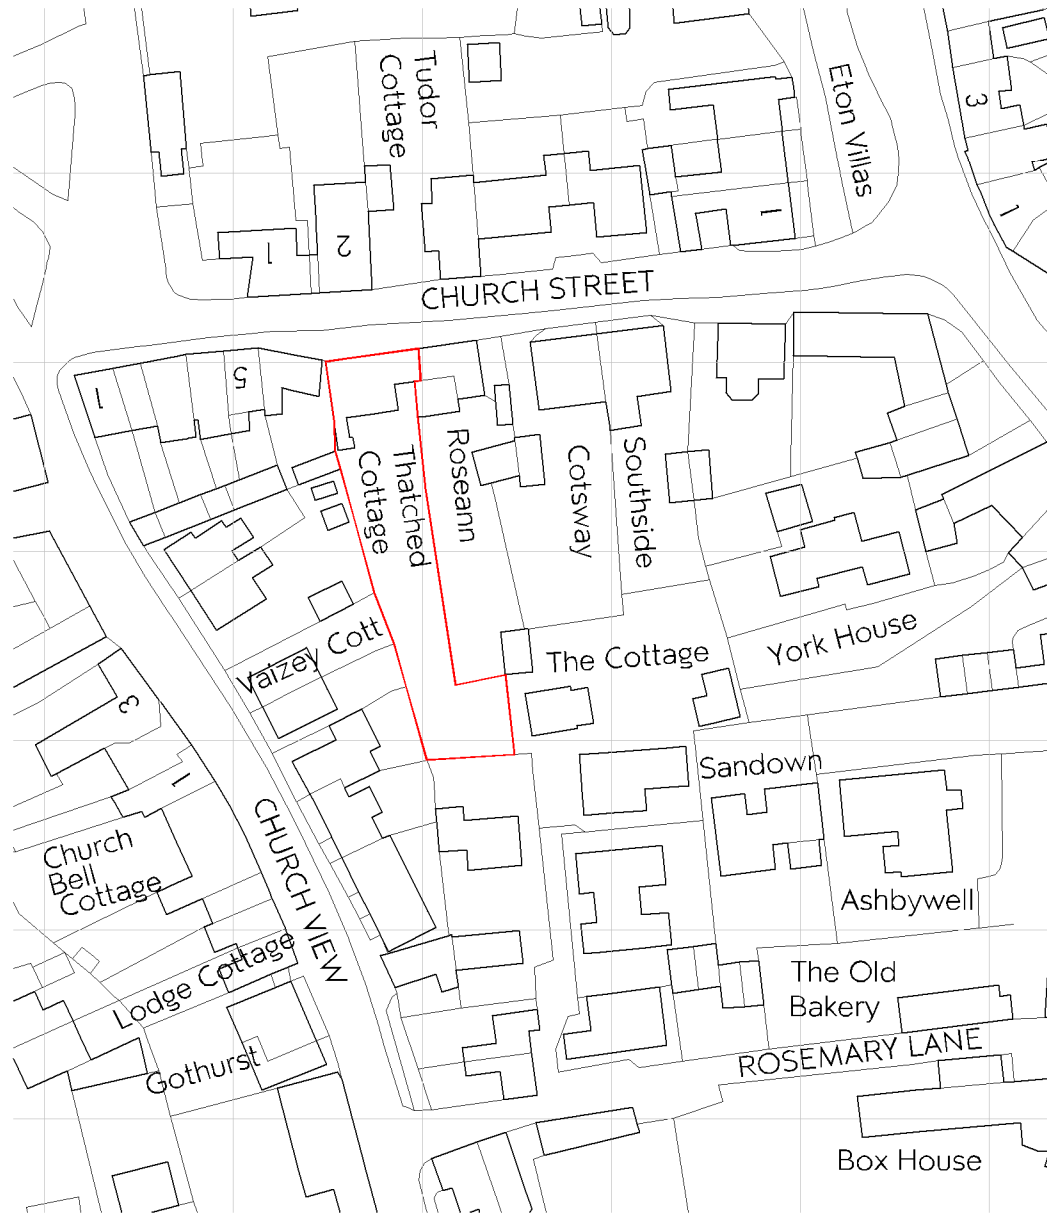 Tudor
Cottage
Eton Villas
3
1
1
2
1
CHURCH STREET
1
5
Thatched
Cottage
Roseann
Cotsway
Southside
Vaizey Cott
The Cottage
York House
3
1
Sandown
CHURCH VIEW
Church
Bell
Cottage
Ashbywell
Lodge Cottage
The Old
Bakery
Gothurst
ROSEMARY LANE
Box House